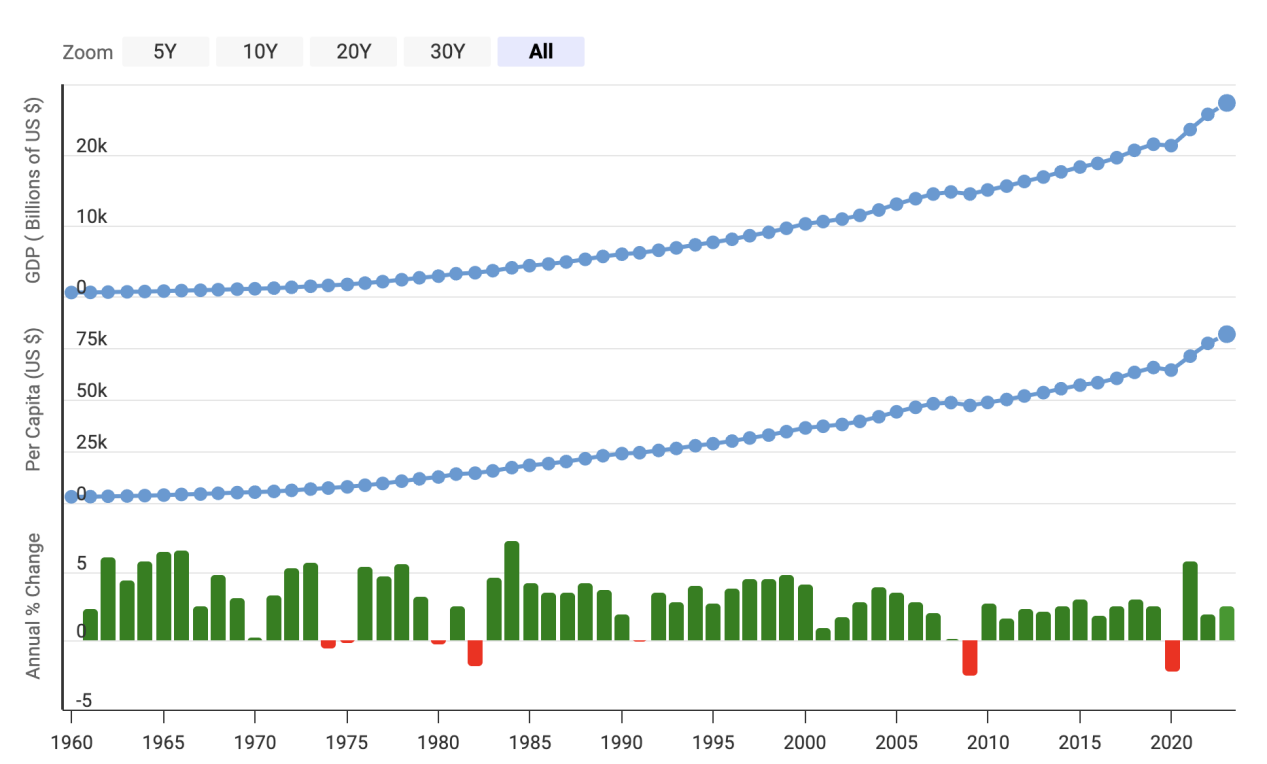 Zoom 5Y 10Y 20Y 30Y All
GDP ( Billions of US $)
20k
10k
0
Per Capita (US $)
75k
50k
25k
0
Annual % Change
5
0
-5
1960 1965 1970 1975 1980 1985 1990 1995 2000 2005 2010 2015 2020